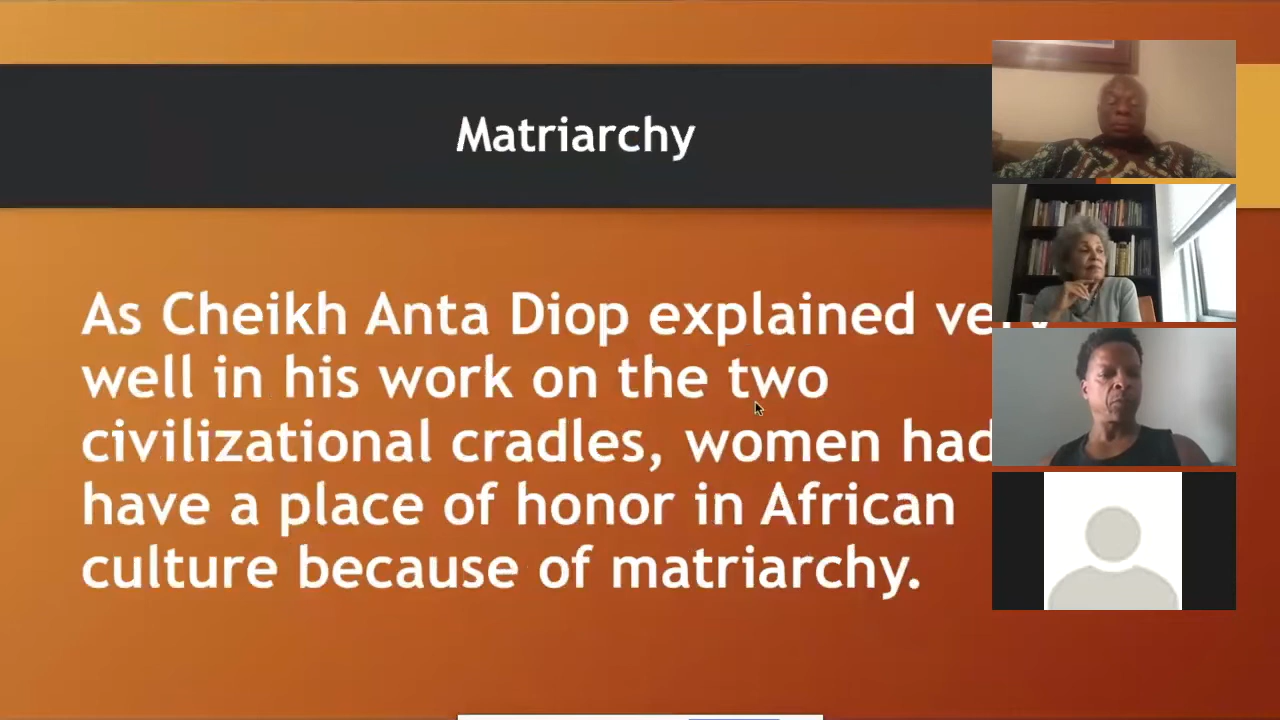 Matriarchy
As Cheikh Anta Diop explained very
well in his work on the two
civilizational cradles, women had
have a place of honor in African
culture because of matriarchy.